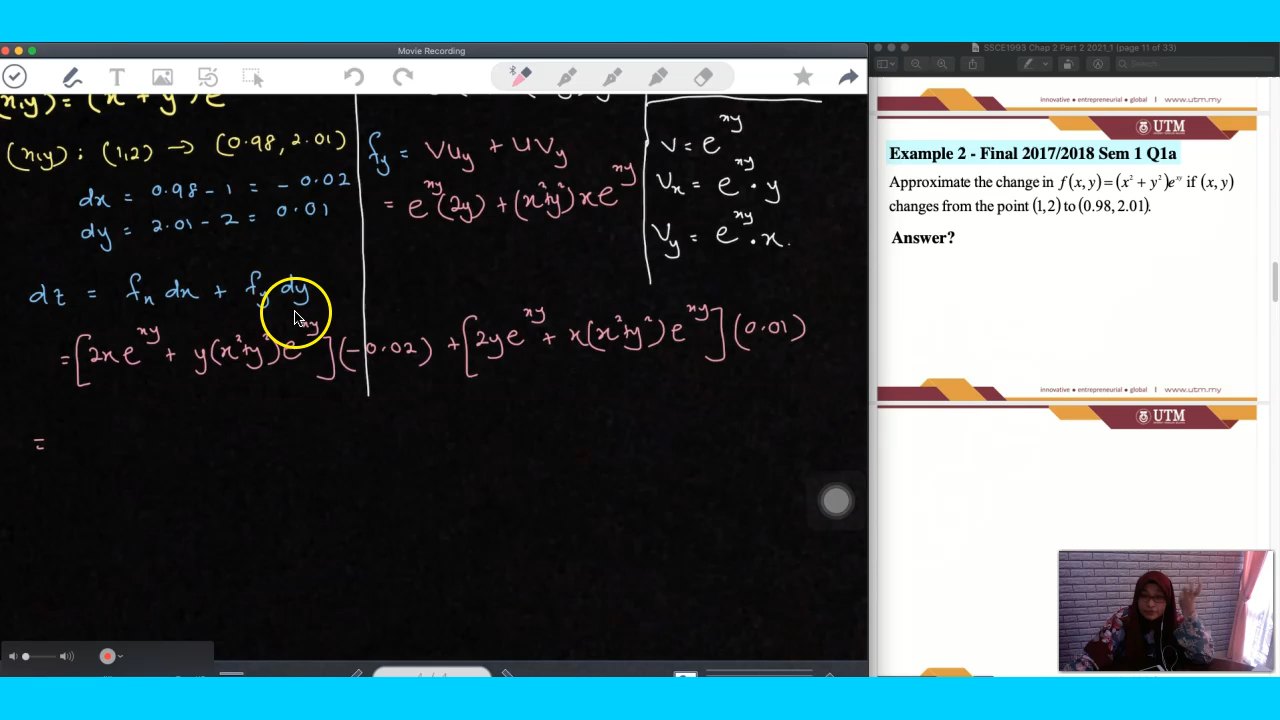 Movie Recording
SSCE1993 Chap 2 Part 2 2021_1 (page 11 of 33)
Search
f(x,y) = (x² + y²) e
(x,y) : (1,2) → (0.98, 2.01)
dx = 0.98 - 1 = - 0.02
dy = 2.01 - 2 = 0.01
dz = fx dx + fy dy
= [2xe^xy + y(x²+y²)e^xy](-0.02) + [2ye^xy + x(x²+y²)e^xy](0.01)
=
fy = Vuy + UVy
= e^xy(2y) + (x²+y²)xe^xy
V = e^xy
Vx = e^xy · y
Vy = e^xy · x.
innovative ● entrepreneurial ● global | www.utm.my
UTM
Example 2 - Final 2017/2018 Sem 1 Q1a
Approximate the change in f(x, y) = (x² + y²)e^xy if (x, y)
changes from the point (1, 2) to (0.98, 2.01).
Answer?
innovative ● entrepreneurial ● global | www.utm.my
UTM